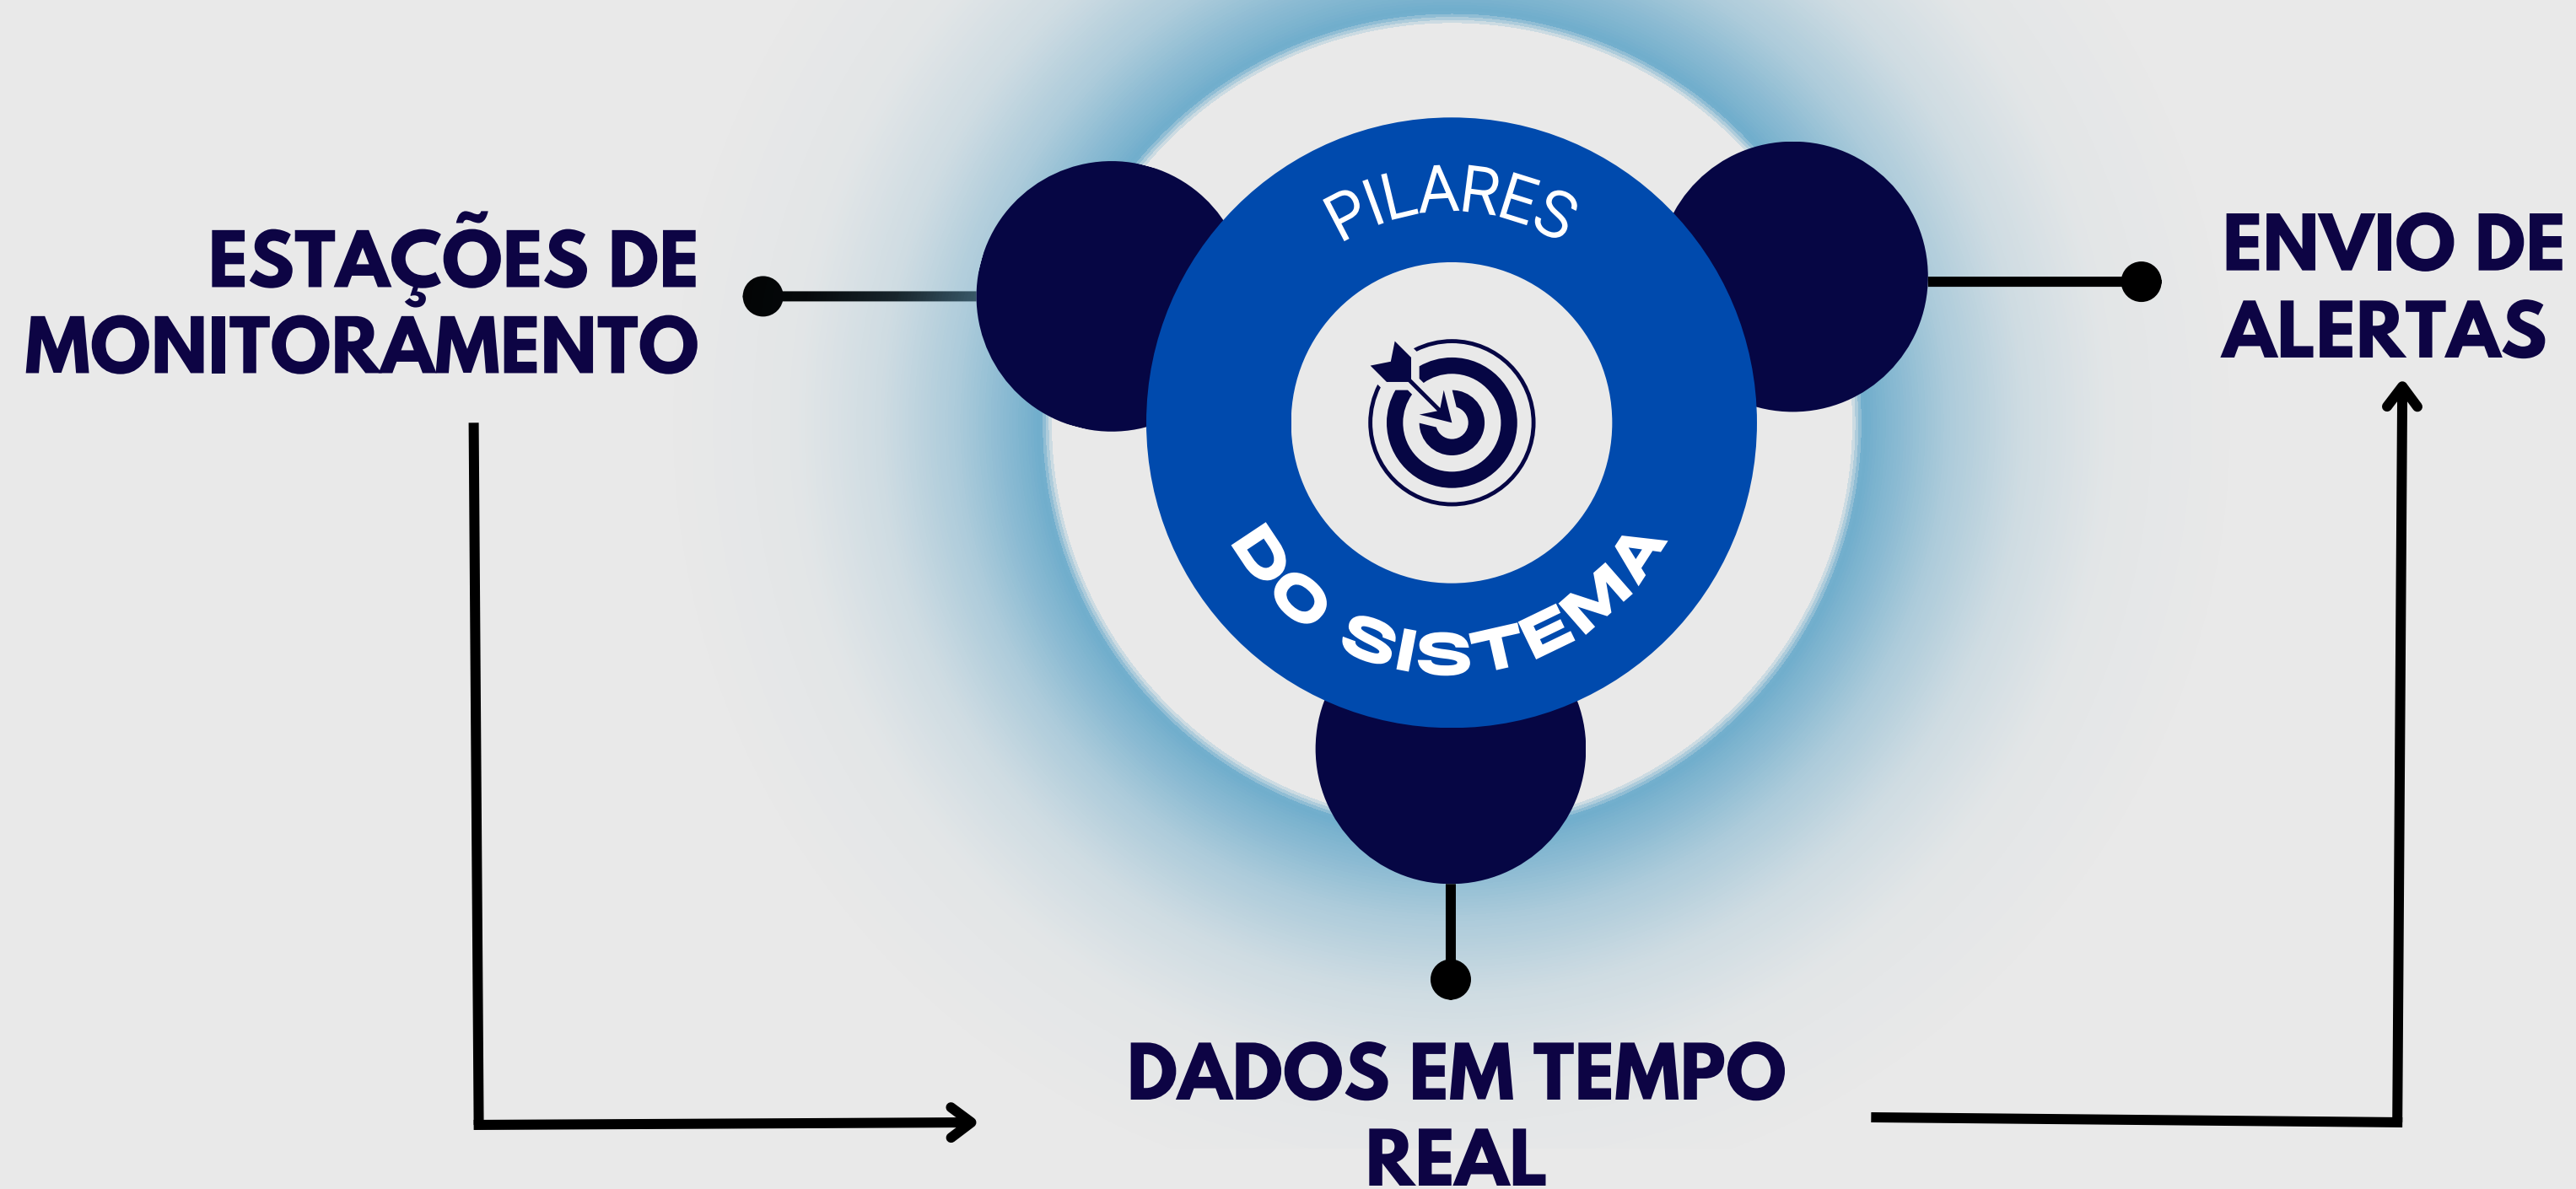 PILARES
DO SISTEMA
ESTAÇÕES DE
MONITORAMENTO
DADOS EM TEMPO
REAL
ENVIO DE
ALERTAS